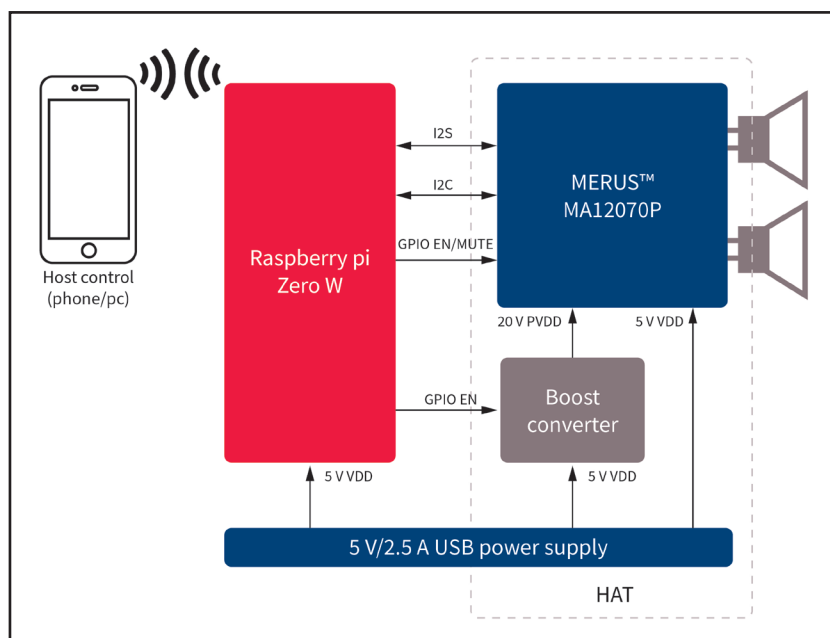 Host control
(phone/pc)
Raspberry pi
Zero W
I2S
I2C
GPIO EN/MUTE
GPIO EN
MERUS™
MA12070P
20 V PVDD
5 V VDD
Boost
converter
5 V VDD
5 V VDD
5 V/2.5 A USB power supply
HAT